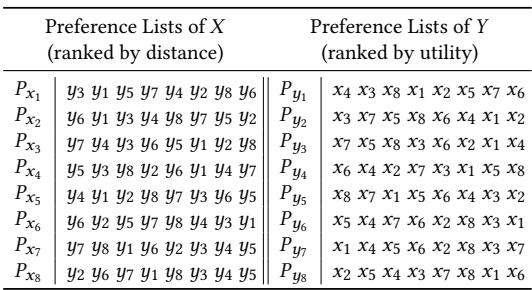 Preference Lists of X Preference Lists of Y
(ranked by distance) (ranked by utility)
Px1 y3 y1 y5 y7 y4 y2 y8 y6 Py1 x4 x3 x8 x1 x2 x5 x7 x6
Px2 y6 y1 y3 y4 y8 y7 y5 y2 Py2 x3 x7 x5 x8 x6 x4 x1 x2
Px3 y7 y4 y3 y6 y5 y1 y2 y8 Py3 x7 x5 x8 x3 x6 x2 x1 x4
Px4 y5 y3 y8 y2 y6 y1 y4 y7 Py4 x6 x4 x2 x7 x3 x1 x5 x8
Px5 y4 y1 y2 y8 y7 y3 y6 y5 Py5 x8 x7 x1 x5 x6 x4 x3 x2
Px6 y6 y2 y5 y7 y8 y4 y3 y1 Py6 x5 x4 x7 x6 x2 x8 x3 x1
Px7 y7 y8 y1 y6 y2 y3 y4 y5 Py7 x1 x4 x5 x6 x2 x8 x3 x7
Px8 y2 y6 y7 y1 y8 y3 y4 y5 Py8 x2 x5 x4 x3 x7 x8 x1 x6